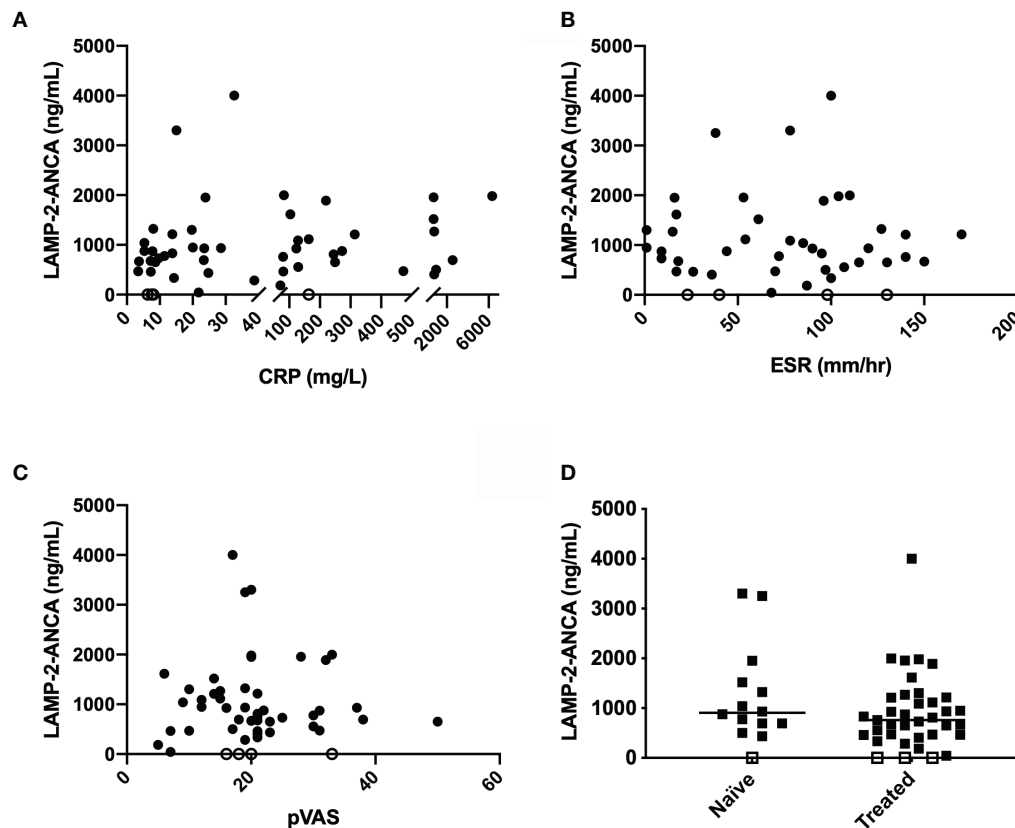 A
LAMP-2-ANCA (ng/mL)
5000
4000
3000
2000
1000
0
0 10 20 30 40 100 200 300 400 500 2000 6000
CRP (mg/L)
B
LAMP-2-ANCA (ng/mL)
5000
4000
3000
2000
1000
0
0 50 100 150 200
ESR (mm/hr)
C
LAMP-2-ANCA (ng/mL)
5000
4000
3000
2000
1000
0
0 20 40 60
pVAS
D
LAMP-2-ANCA (ng/mL)
5000
4000
3000
2000
1000
0
Naïve Treated